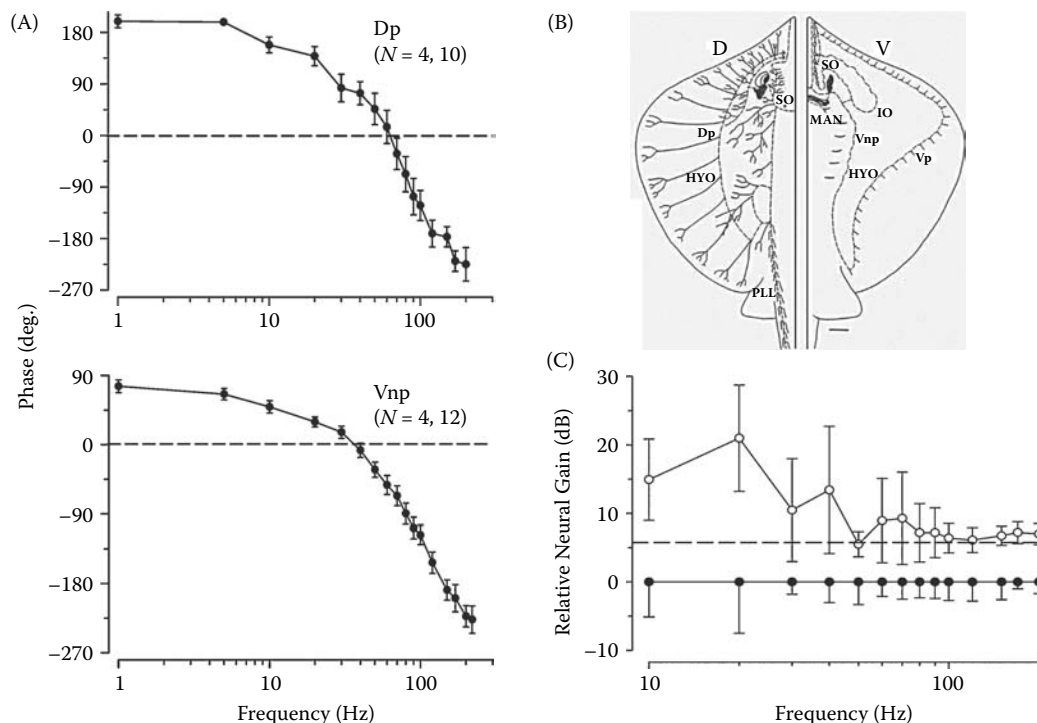 (A)
Dp
(N = 4, 10)
180
90
0
−90
−180
−270
1
10
100
Phase (deg.)
90
0
−90
−180
−270
Vnp
(N = 4, 12)
1
10
100
Frequency (Hz)
(B)
D
V
SO
SO
IO
MAN
Dp
Vnp
Vp
HYO
HYO
PLL
(C)
30
20
10
0
−10
Relative Neural Gain (dB)
10
100
Frequency (Hz)